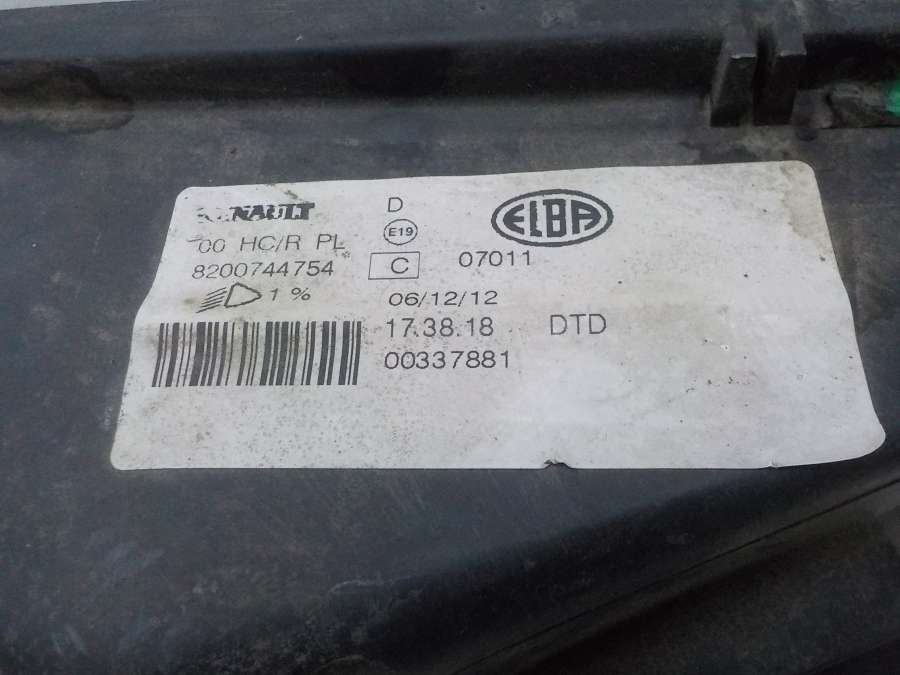 RENAULT
D
ELBA
00 HC/R PL
E19
8200744754
C
07011
1 %
06/12/12
17.38.18
DTD
00337881